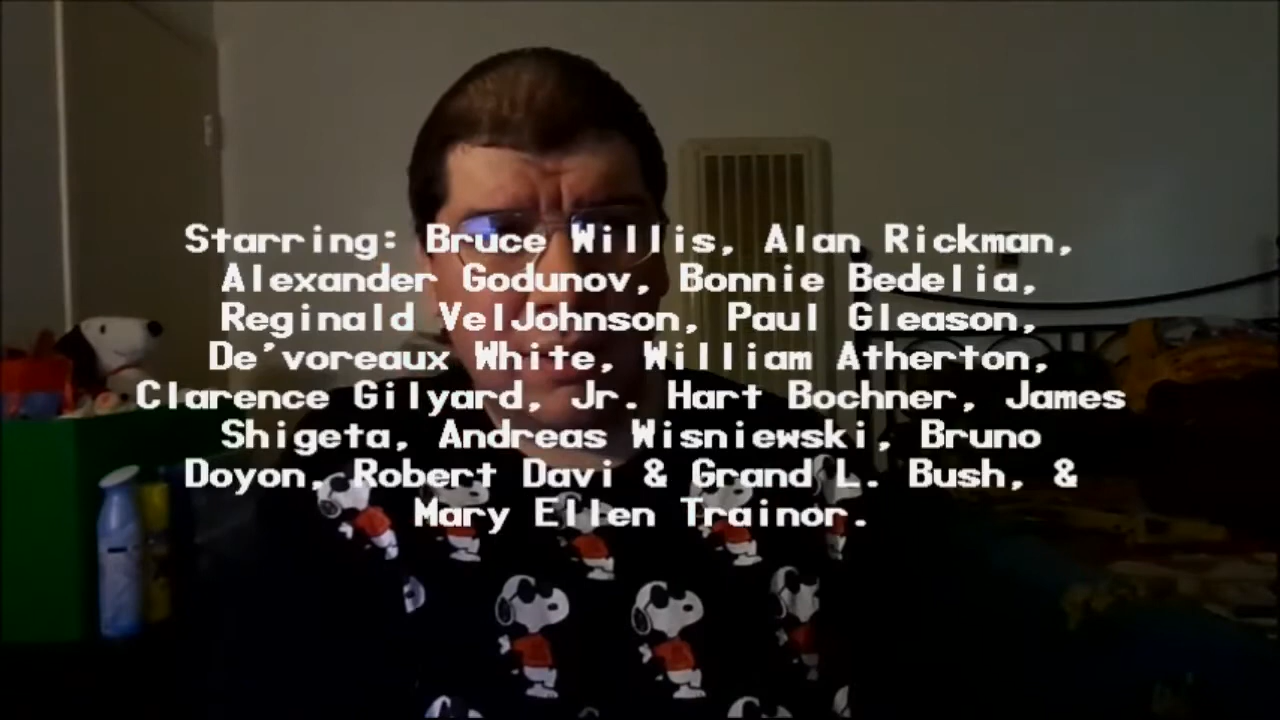 Starring: Bruce Willis, Alan Rickman,
Alexander Godunov, Bonnie Bedelia,
Reginald VelJohnson, Paul Gleason,
De'voreaux White, William Atherton,
Clarence Gilyard, Jr. Hart Bochner, James
Shigeta, Andreas Wisniewski, Bruno
Doyon, Robert Davi & Grand L. Bush, &
Mary Ellen Trainor.